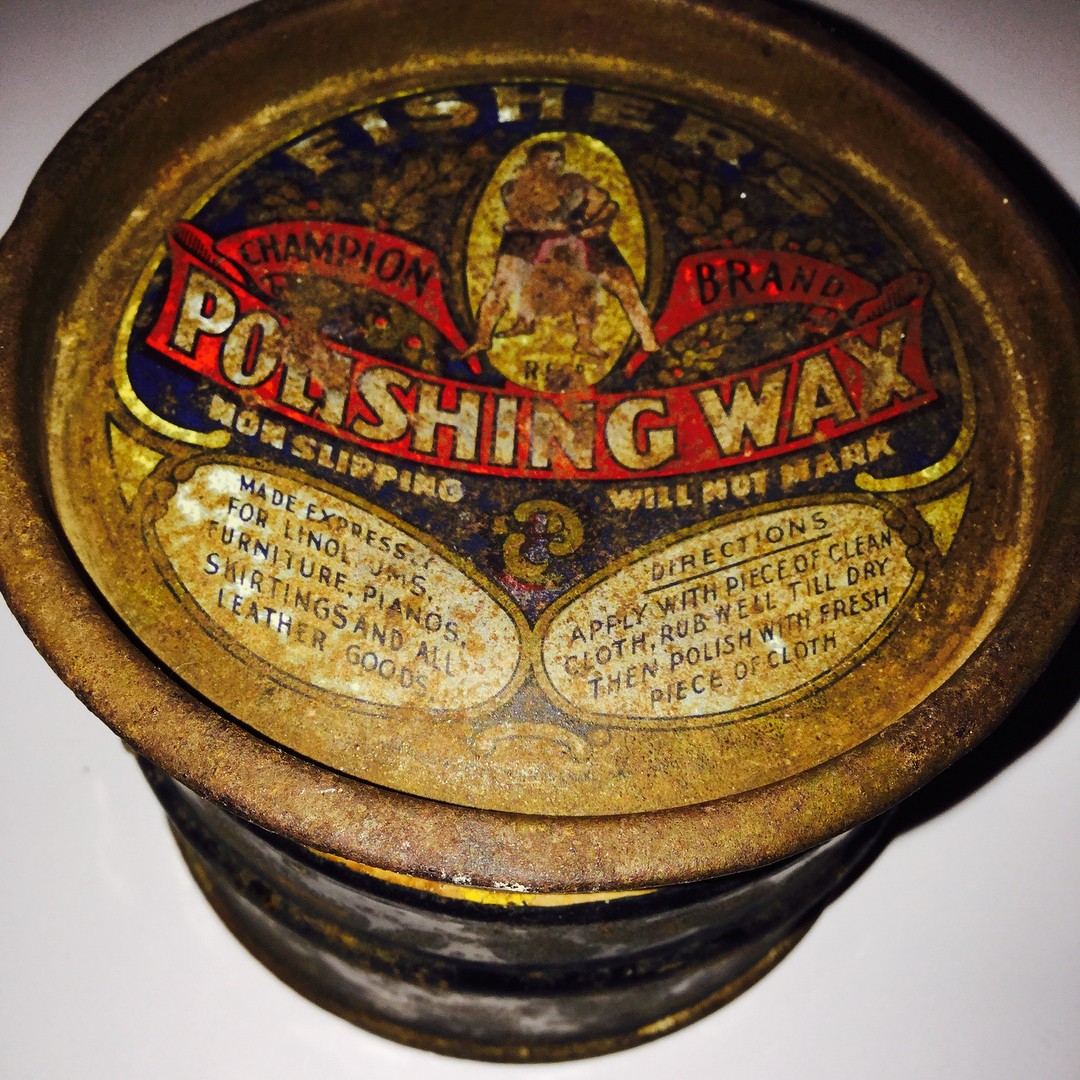 FISHER'S
CHAMPION BRAND
POLISHING WAX
NON SLIPPING WILL NOT MARK
MADE EXPRESSLY
FOR LINOLEUMS,
FURNITURE, PIANOS,
SKIRTINGS AND ALL
LEATHER GOODS
DIRECTIONS
APPLY WITH PIECE OF CLEAN
CLOTH, RUB WELL TILL DRY
THEN POLISH WITH FRESH
PIECE OF CLOTH